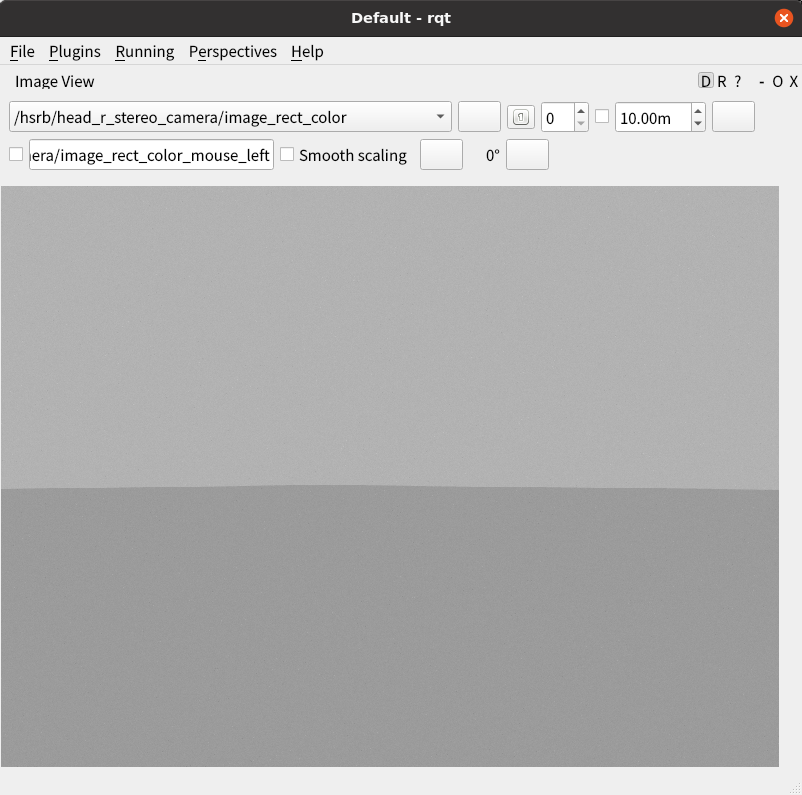 Default - rqt
File Plugins Running Perspectives Help
Image View D R ? - O X
/hsrb/head_r_stereo_camera/image_rect_color 0 10.00m
era/image_rect_color_mouse_left Smooth scaling 0°